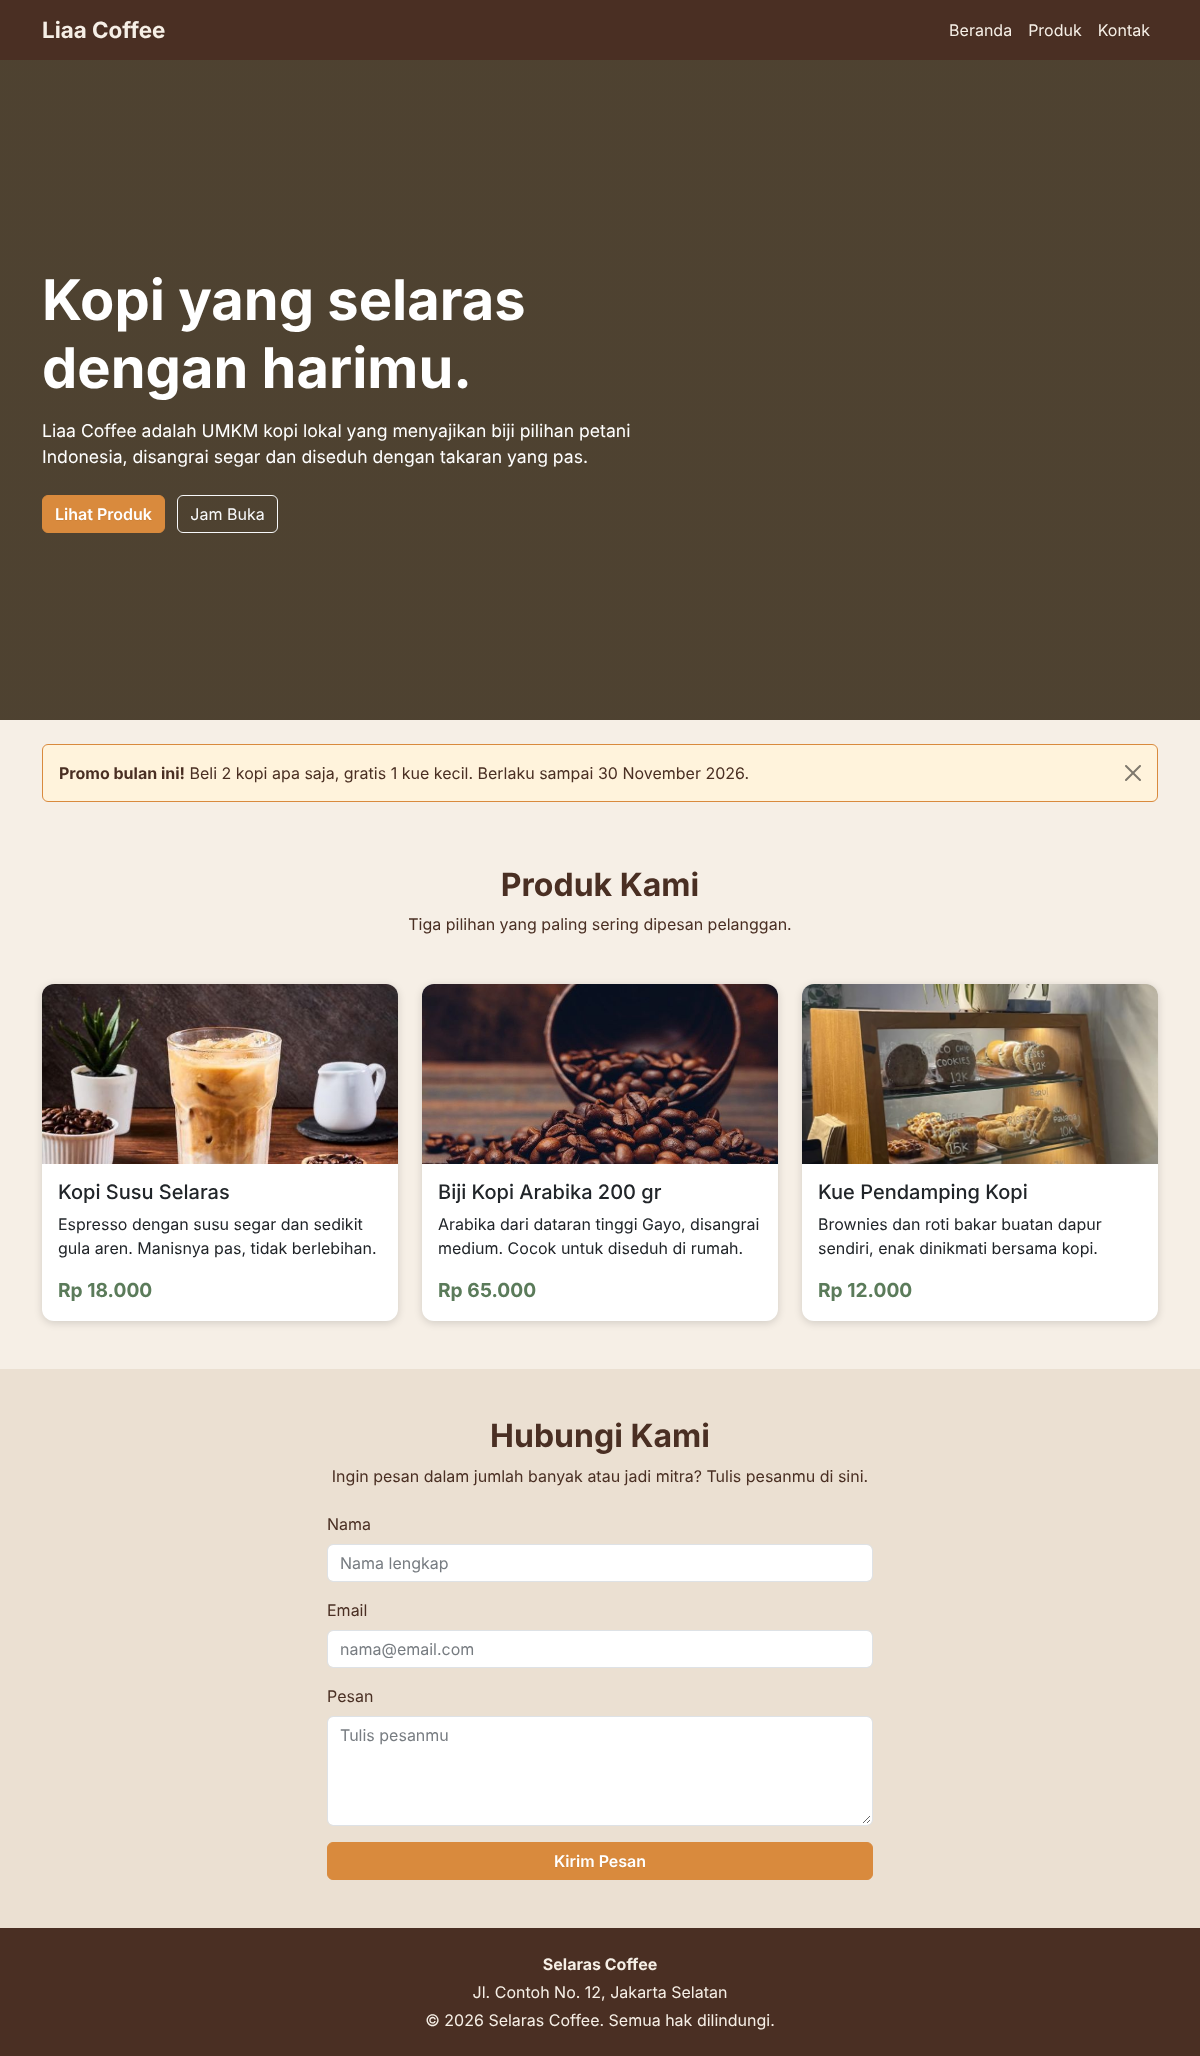 Liaa Coffee
Beranda Produk Kontak
Kopi yang selaras
dengan harimu.
Liaa Coffee adalah UMKM kopi lokal yang menyajikan biji pilihan petani
Indonesia, disangrai segar dan diseduh dengan takaran yang pas.
Lihat Produk Jam Buka
Promo bulan ini! Beli 2 kopi apa saja, gratis 1 kue kecil. Berlaku sampai 30 November 2026.
Produk Kami
Tiga pilihan yang paling sering dipesan pelanggan.
COOKIES
12K
12K
15K
10K
Kopi Susu Selaras
Espresso dengan susu segar dan sedikit
gula aren. Manisnya pas, tidak berlebihan.
Rp 18.000
Biji Kopi Arabika 200 gr
Arabika dari dataran tinggi Gayo, disangrai
medium. Cocok untuk diseduh di rumah.
Rp 65.000
Kue Pendamping Kopi
Brownies dan roti bakar buatan dapur
sendiri, enak dinikmati bersama kopi.
Rp 12.000
Hubungi Kami
Ingin pesan dalam jumlah banyak atau jadi mitra? Tulis pesanmu di sini.
Nama
Nama lengkap
Email
nama@email.com
Pesan
Tulis pesanmu
Kirim Pesan
Selaras Coffee
Jl. Contoh No. 12, Jakarta Selatan
© 2026 Selaras Coffee. Semua hak dilindungi.